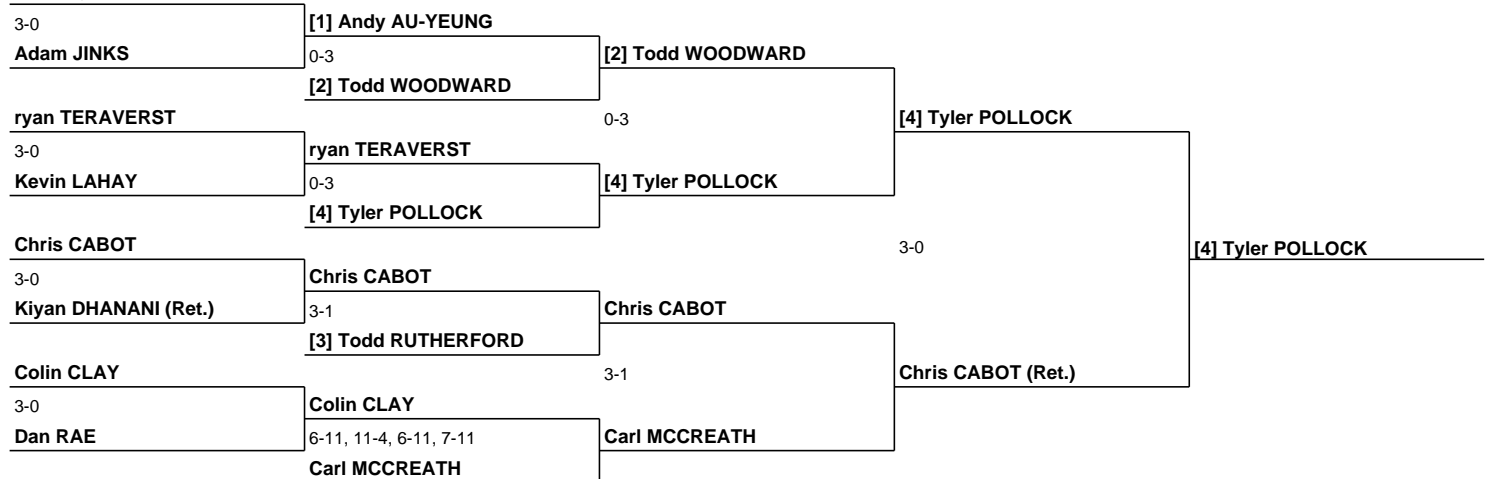 3-0
[1] Andy AU-YEUNG
Adam JINKS
0-3
[2] Todd WOODWARD
[2] Todd WOODWARD
ryan TERAVERST
0-3
[4] Tyler POLLOCK
3-0
ryan TERAVERST
Kevin LAHAY
0-3
[4] Tyler POLLOCK
[4] Tyler POLLOCK
Chris CABOT
3-0
[4] Tyler POLLOCK
3-0
Chris CABOT
Kiyan DHANANI (Ret.)
3-1
Chris CABOT
[3] Todd RUTHERFORD
Colin CLAY
3-1
Chris CABOT (Ret.)
3-0
Colin CLAY
Dan RAE
6-11, 11-4, 6-11, 7-11
Carl MCCREATH
Carl MCCREATH